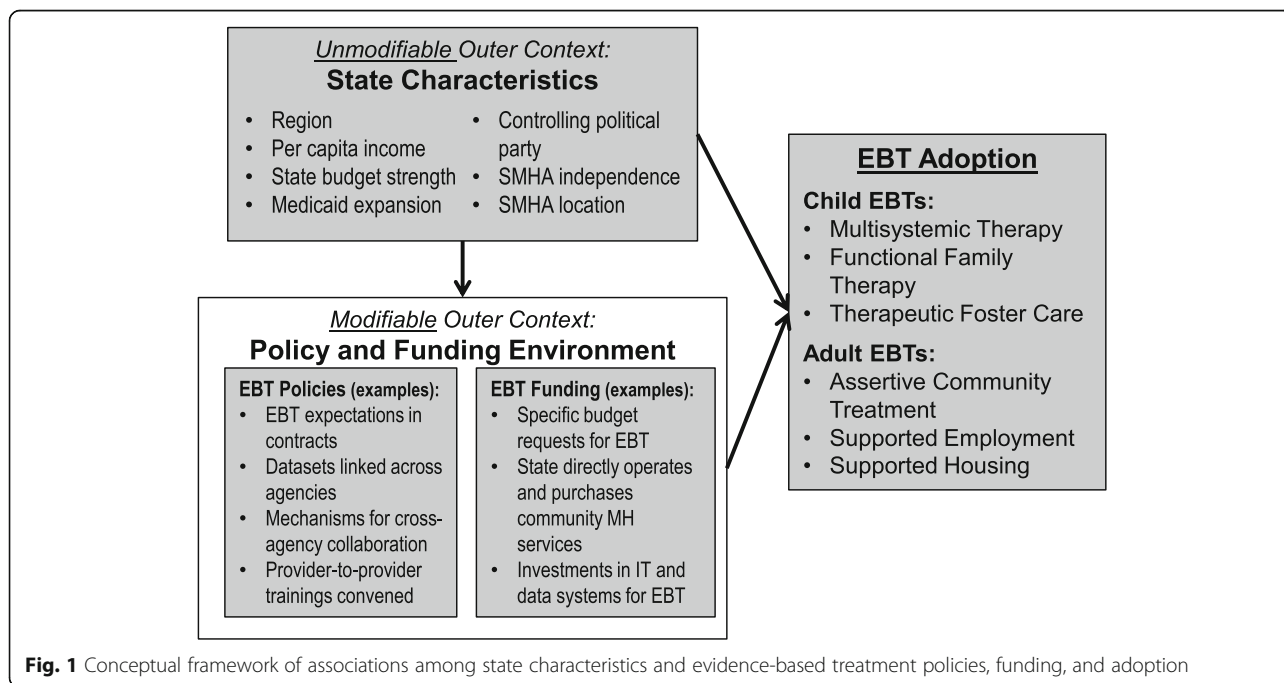 Unmodifiable Outer Context:
State Characteristics
• Region
• Per capita income
• State budget strength
• Medicaid expansion
• Controlling political
party
• SMHA independence
• SMHA location
Modifiable Outer Context:
Policy and Funding Environment
EBT Policies (examples):
• EBT expectations in
contracts
• Datasets linked across
agencies
• Mechanisms for cross-
agency collaboration
• Provider-to-provider
trainings convened
EBT Funding (examples):
• Specific budget
requests for EBT
• State directly operates
and purchases
community MH
services
• Investments in IT and
data systems for EBT
EBT Adoption
Child EBTs:
• Multisystemic Therapy
• Functional Family
Therapy
• Therapeutic Foster Care
Adult EBTs:
• Assertive Community
Treatment
• Supported Employment
• Supported Housing
Fig. 1 Conceptual framework of associations among state characteristics and evidence-based treatment policies, funding, and adoption